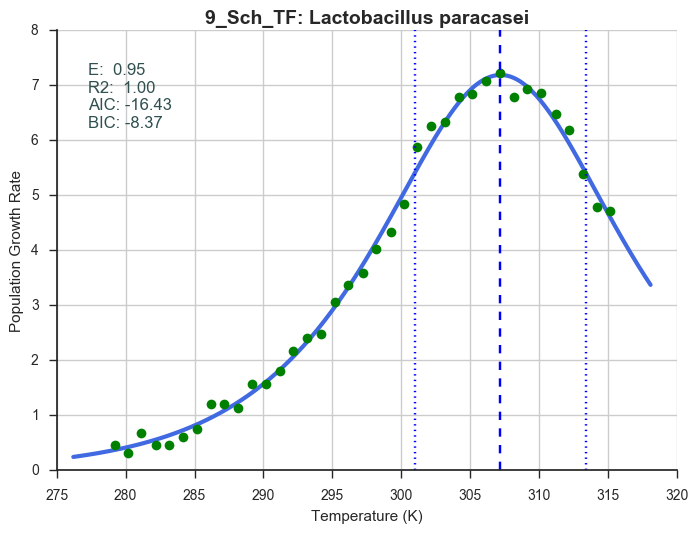 9_Sch_TF: Lactobacillus paracasei
E:  0.95
R2:  1.00
AIC: -16.43
BIC: -8.37
Population Growth Rate
8
7
6
5
4
3
2
1
0
275 280 285 290 295 300 305 310 315 320
Temperature (K)